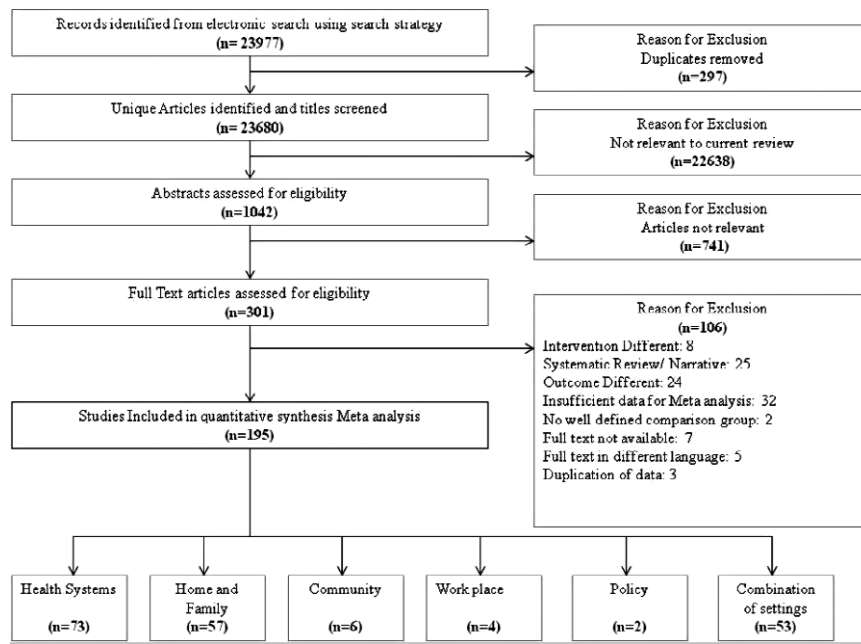 Records identified from electronic search using search strategy
(n= 23977)
Reason for Exclusion
Duplicates removed
(n=297)
Unique Articles identified and titles screened
(n= 23680)
Reason for Exclusion
Not relevant to current review
(n=22638)
Abstracts assessed for eligibility
(n=1042)
Reason for Exclusion
Articles not relevant
(n=741)
Full Text articles assessed for eligibility
(n=301)
Reason for Exclusion
(n=106)
Intervention Different: 8
Systematic Review/ Narrative: 25
Outcome Different: 24
Insufficient data for Meta analysis: 32
No well defined comparison group: 2
Full text not available: 7
Full text in different language: 5
Duplication of data: 3
Studies Included in quantitative synthesis Meta analysis
(n=195)
Health Systems
(n=73)
Home and
Family
(n=57)
Community
(n=6)
Work place
(n=4)
Policy
(n=2)
Combination
of settings
(n=53)